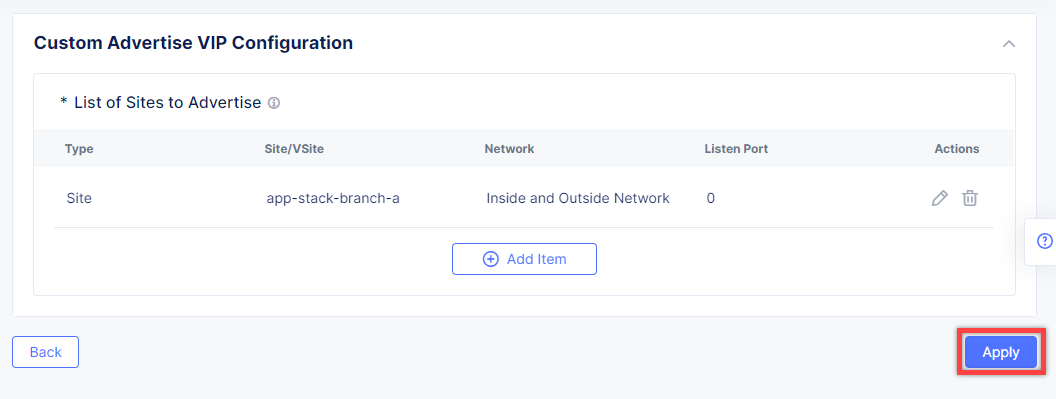 Custom Advertise VIP Configuration
* List of Sites to Advertise
Type Site/VSite Network Listen Port Actions
Site app-stack-branch-a Inside and Outside Network 0
Add Item
Back Apply